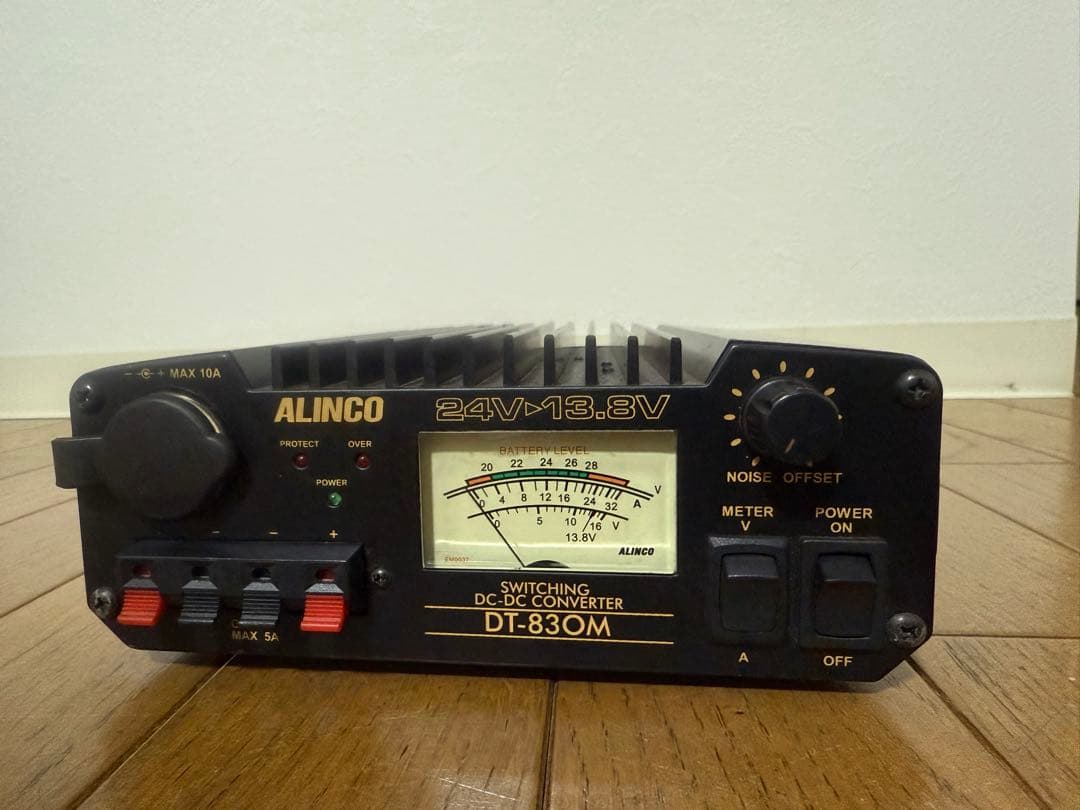 − + MAX 10A
ALINCO
24V▷13.8V
PROTECT OVER
POWER
BATTERY LEVEL
20 22 24 26 28
V
0 4 8 12 16 24 32
A
0 5 10 16
V
13.8V
ALINCO
NOISE OFFSET
METER
V
POWER
ON
− − +
MAX 5A
SWITCHING
DC-DC CONVERTER
DT-830M
A
OFF